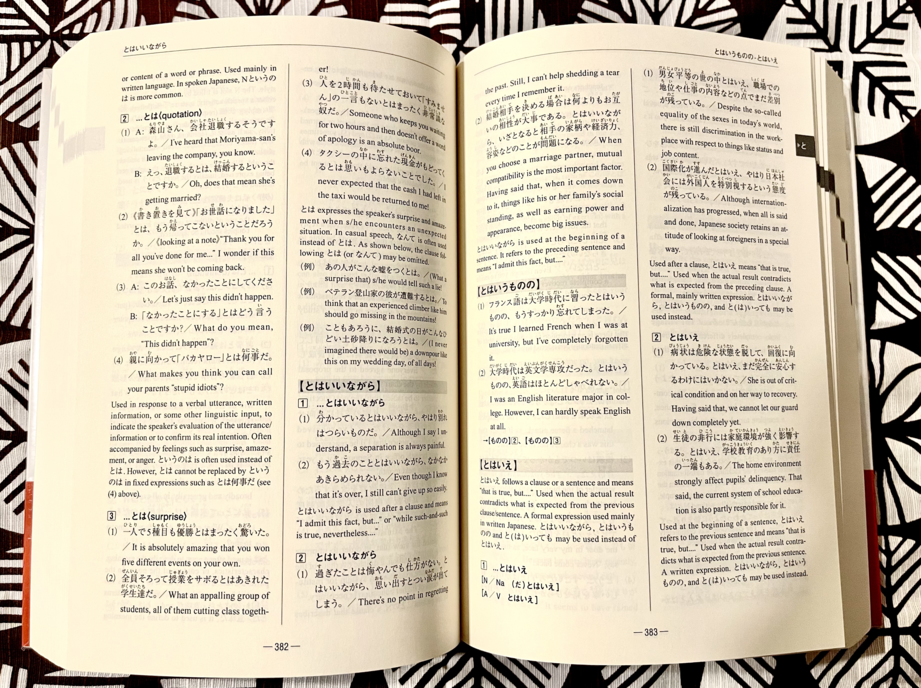 とはいいながら
or content of a word or phrase. Used mainly in
written language. In spoken Japanese, Nというの
は is more common.
2 …とは〈quotation〉
(1) A: 森山さん、会社退職するそうです
よ。／I've heard that Moriyama-san's
leaving the company, you know.
B: えっ、退職するとは、結婚するというこ
とですか。／Oh, does that mean she's
getting married?
(2) 《書き置きを見て》「お世話になりました」
とは、もう帰ってこないということだろう
か。／(looking at a note) "Thank you for
all you've done for me..." I wonder if this
means she won't be coming back.
(3) A: このお話、なかったことにしてくださ
い。／Let's just say this didn't happen.
B: 「なかったことにする」とはどう言う
ことですか？／What do you mean,
"This didn't happen"?
(4) 親に向かって「バカヤロー」とは何事だ。
／What makes you think you can call
your parents "stupid idiots"?
Used in response to a verbal utterance, written
information, or some other linguistic input, to
indicate the speaker's evaluation of the utterance/
information or to confirm its real intention. Often
accompanied by feelings such as surprise, amaze-
ment, or anger. というのは is often used instead of
とは. However, とは cannot be replaced by という
のは in fixed expressions such as とは何事だ (see
(4) above).
3 …とは〈surprise〉
(1) 一人で5種目も優勝とはまったく驚いた。
／It is absolutely amazing that you won
five different events on your own.
(2) 全員そろって授業をサボるとはあきれた
学生達だ。／What an appalling group of
students, all of them cutting class togeth-
er!
(3) 人を2時間も待たせておいて「すみませ
ん」の一言もないとはまったく非常識な
奴だ。／Someone who keeps you waiting
for two hours and then doesn't offer a word
of apology is an absolute boor.
(4) タクシーの中に忘れた現金がもどってく
るとは思いもよらないことでした。／I
never expected that the cash I had left in
the taxi would be returned to me!
とは expresses the speaker's surprise and amaze-
ment when s/he encounters an unexpected
situation. In casual speech, なんて is often used
instead of とは. As shown below, the clause fol-
lowing とは (or なんて) may be omitted.
(例) あの人がこんな嘘をつくとは。／(What a
surprise that) s/he would tell such a lie!
(例) ベテラン登山家の彼が遭難するとは。／To
think that an experienced climber like him
should go missing in the mountains!
(例) こともあろうに、結婚式の日がこんなひ
どい土砂降りになろうとは。／(I never
imagined there would be) a downpour like
this on my wedding day, of all days!
【とはいいながら】
1 …とはいいながら
(1) 分かっているとはいいながら、やはり別れ
はつらいものだ。／Although I say I un-
derstand, a separation is always painful.
(2) もう過去のこととはいいながら、なかなか
あきらめられない。／Even though I know
that it's over, I still can't give up so easily.
とはいいながら is used after a clause and means
"I admit this fact, but..." or "while such-and-such
is true, nevertheless...."
2 とはいいながら
(1) 過ぎたことは悔やんでも仕方がない。と
はいいながら、思い出すとつい涙が出て
しまう。／There's no point in regretting
— 382 —
とはいうものの - とはいえ
the past. Still, I can't help shedding a tear
every time I remember it.
(2) 結婚相手を決める場合は何よりもお互
いの相性が大事である。とはいいなが
ら、いざとなると相手の家柄や経済力、
容姿などのことが問題になる。／When
you choose a marriage partner, mutual
compatibility is the most important factor.
Having said that, when it comes down
to it, things like his or her family's social
standing, as well as earning power and
appearance, become big issues.
とはいいながら is used at the beginning of a
sentence. It refers to the preceding sentence and
means "I admit this fact, but...."
【とはいうものの】
(1) フランス語は大学時代に習ったとはいう
ものの、もうすっかり忘れてしまった。／
It's true I learned French when I was at
university, but I've completely forgotten
it.
(2) 大学時代は英文学専攻だった。とはいう
ものの、英語はほとんどしゃべれない。／
I was an English literature major in col-
lege. However, I can hardly speak English
at all.
→【もの】2、【ものの】3
【とはいえ】
とはいえ follows a clause or a sentence and means
"that is true, but...." Used when the actual result
contradicts what is expected from the previous
clause/sentence. A formal expression used mainly
in written Japanese. とはいいながら, とはいうも
のの and と(は)いっても may be used instead of
とはいえ.
1 …とはいえ
[N／Na (だ)とはいえ]
[A／V とはいえ]
(1) 男女平等の世の中とはいえ、職場での
地位や仕事の内容などの点でまだ差別
が残っている。／Despite the so-called
equality of the sexes in today's world,
there is still discrimination in the work-
place with respect to things like status and
job content.
(2) 国際化が進んだとはいえ、やはり日本社
会には外国人を特別視するという態度
が残っている。／Although internation-
alization has progressed, when all is said
and done, Japanese society retains an at-
titude of looking at foreigners in a special
way.
Used after a clause, とはいえ means "that is true,
but...." Used when the actual result contradicts
what is expected from the preceding clause. A
formal, mainly written expression. とはいいなが
ら, とはいうものの, and と(は)いっても may be
used instead.
2 とはいえ
(1) 病状は危険な状態を脱して、回復に向
かっている。とはいえ、まだ完全に安心す
るわけにはいかない。／She is out of crit-
ical condition and on her way to recovery.
Having said that, we cannot let our guard
down completely yet.
(2) 生徒の非行には家庭環境が強く影響す
る。とはいえ、学校教育のあり方に責任
の一端もある。／The home environment
strongly affect pupils' delinquency. That
said, the current system of school educa-
tion is also partly responsible for it.
Used at the beginning of a sentence, とはいえ
refers to the previous sentence and means "that is
true, but...." Used when the actual result contra-
dicts what is expected from the previous sentence.
A written expression. とはいいながら, とはいう
ものの, and と(は)いっても may be used instead.
と
— 383 —